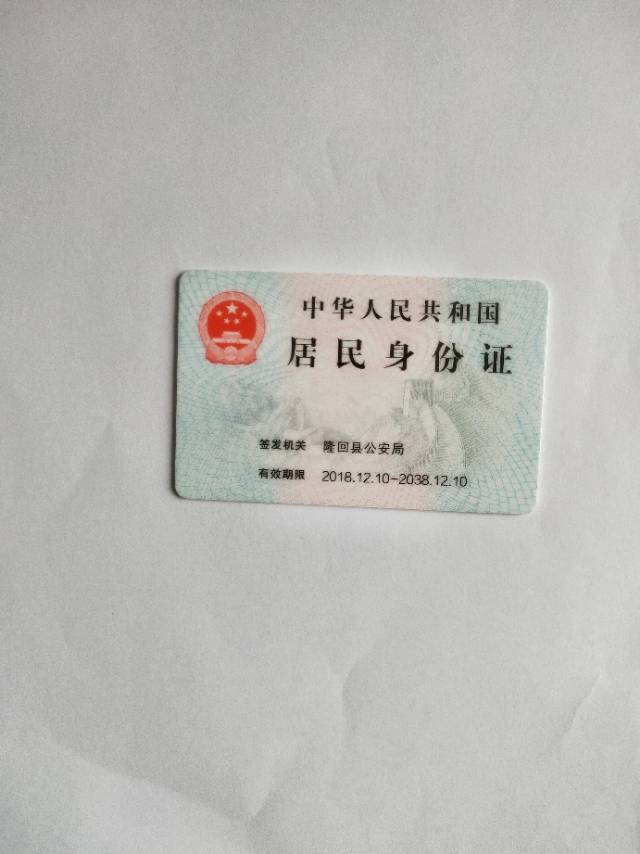 中华人民共和国
居民身份证
签发机关 隆回县公安局
有效期限 2018.12.10-2038.12.10